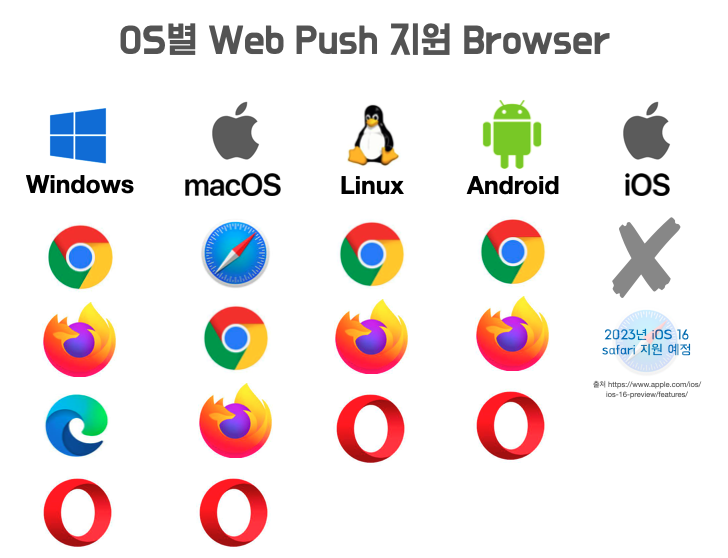 OS별 Web Push 지원 Browser
Windows
macOS
Linux
Android
iOS
2023년 iOS 16
safari 지원 예정
출처 https://www.apple.com/ios/
ios-16-preview/features/